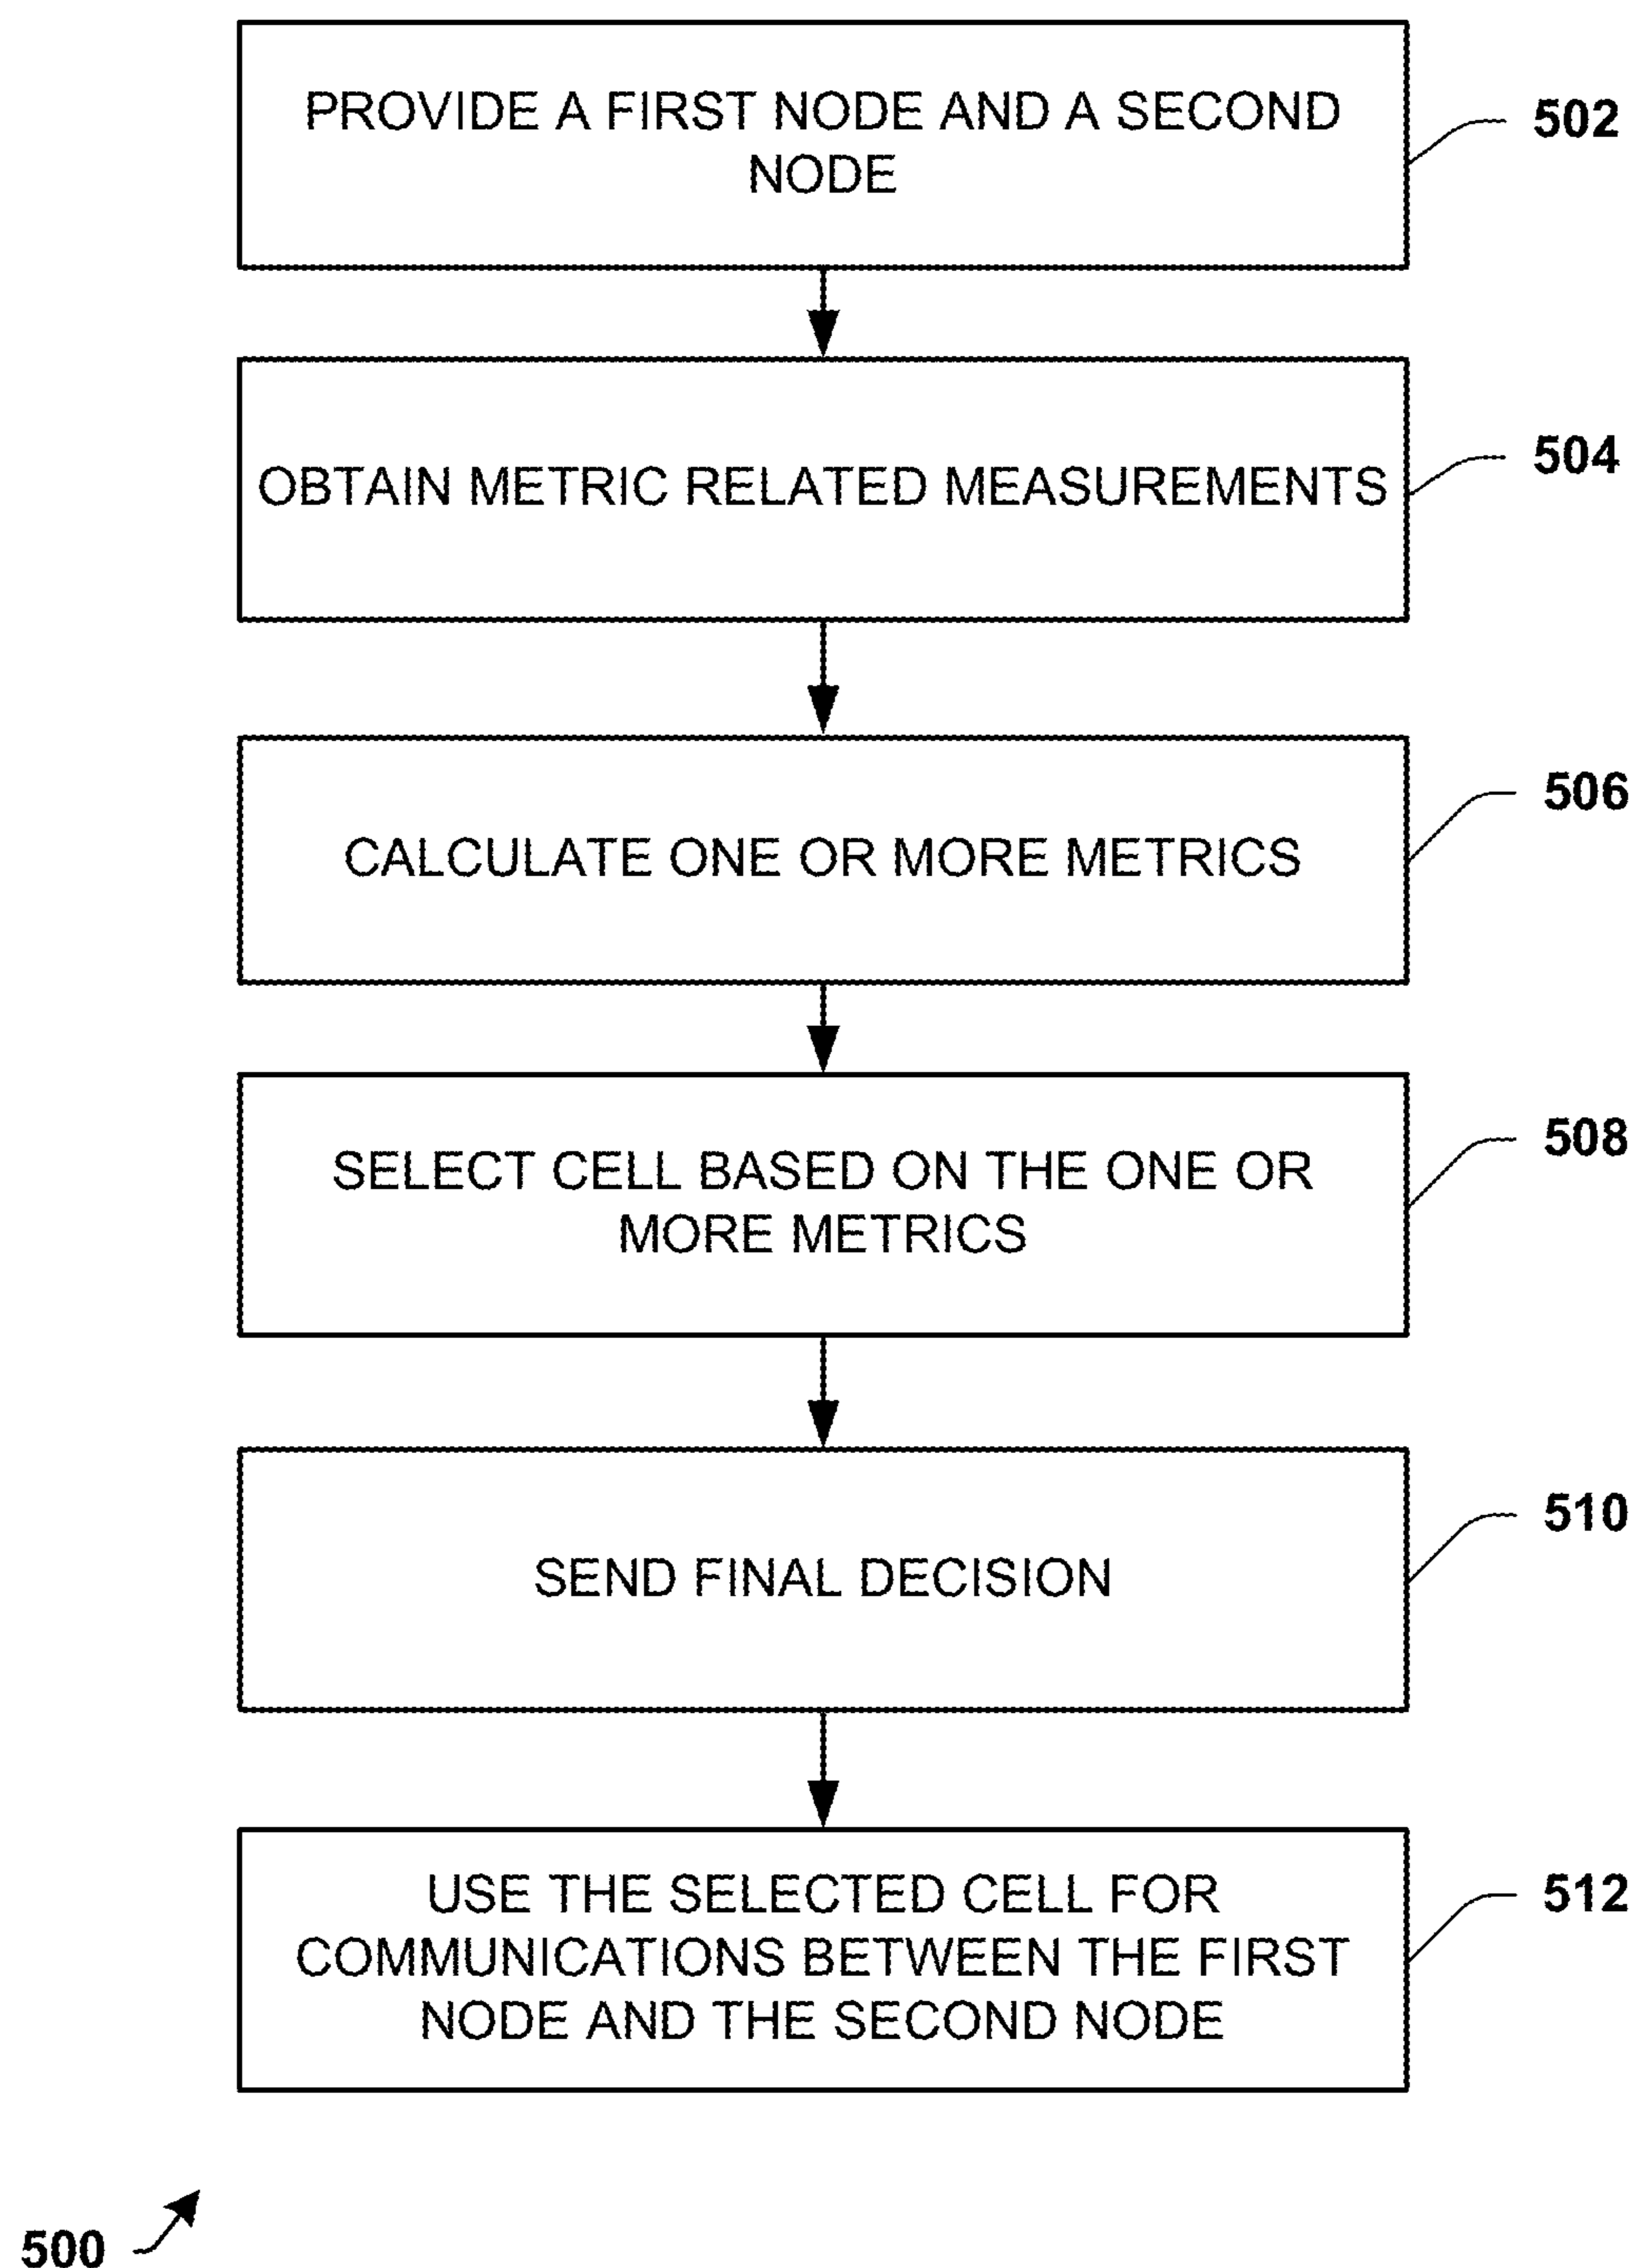 PROVIDE A FIRST NODE AND A SECOND
NODE
502
OBTAIN METRIC RELATED MEASUREMENTS
504
CALCULATE ONE OR MORE METRICS
506
SELECT CELL BASED ON THE ONE OR
MORE METRICS
508
SEND FINAL DECISION
510
USE THE SELECTED CELL FOR
COMMUNICATIONS BETWEEN THE FIRST
NODE AND THE SECOND NODE
512
500